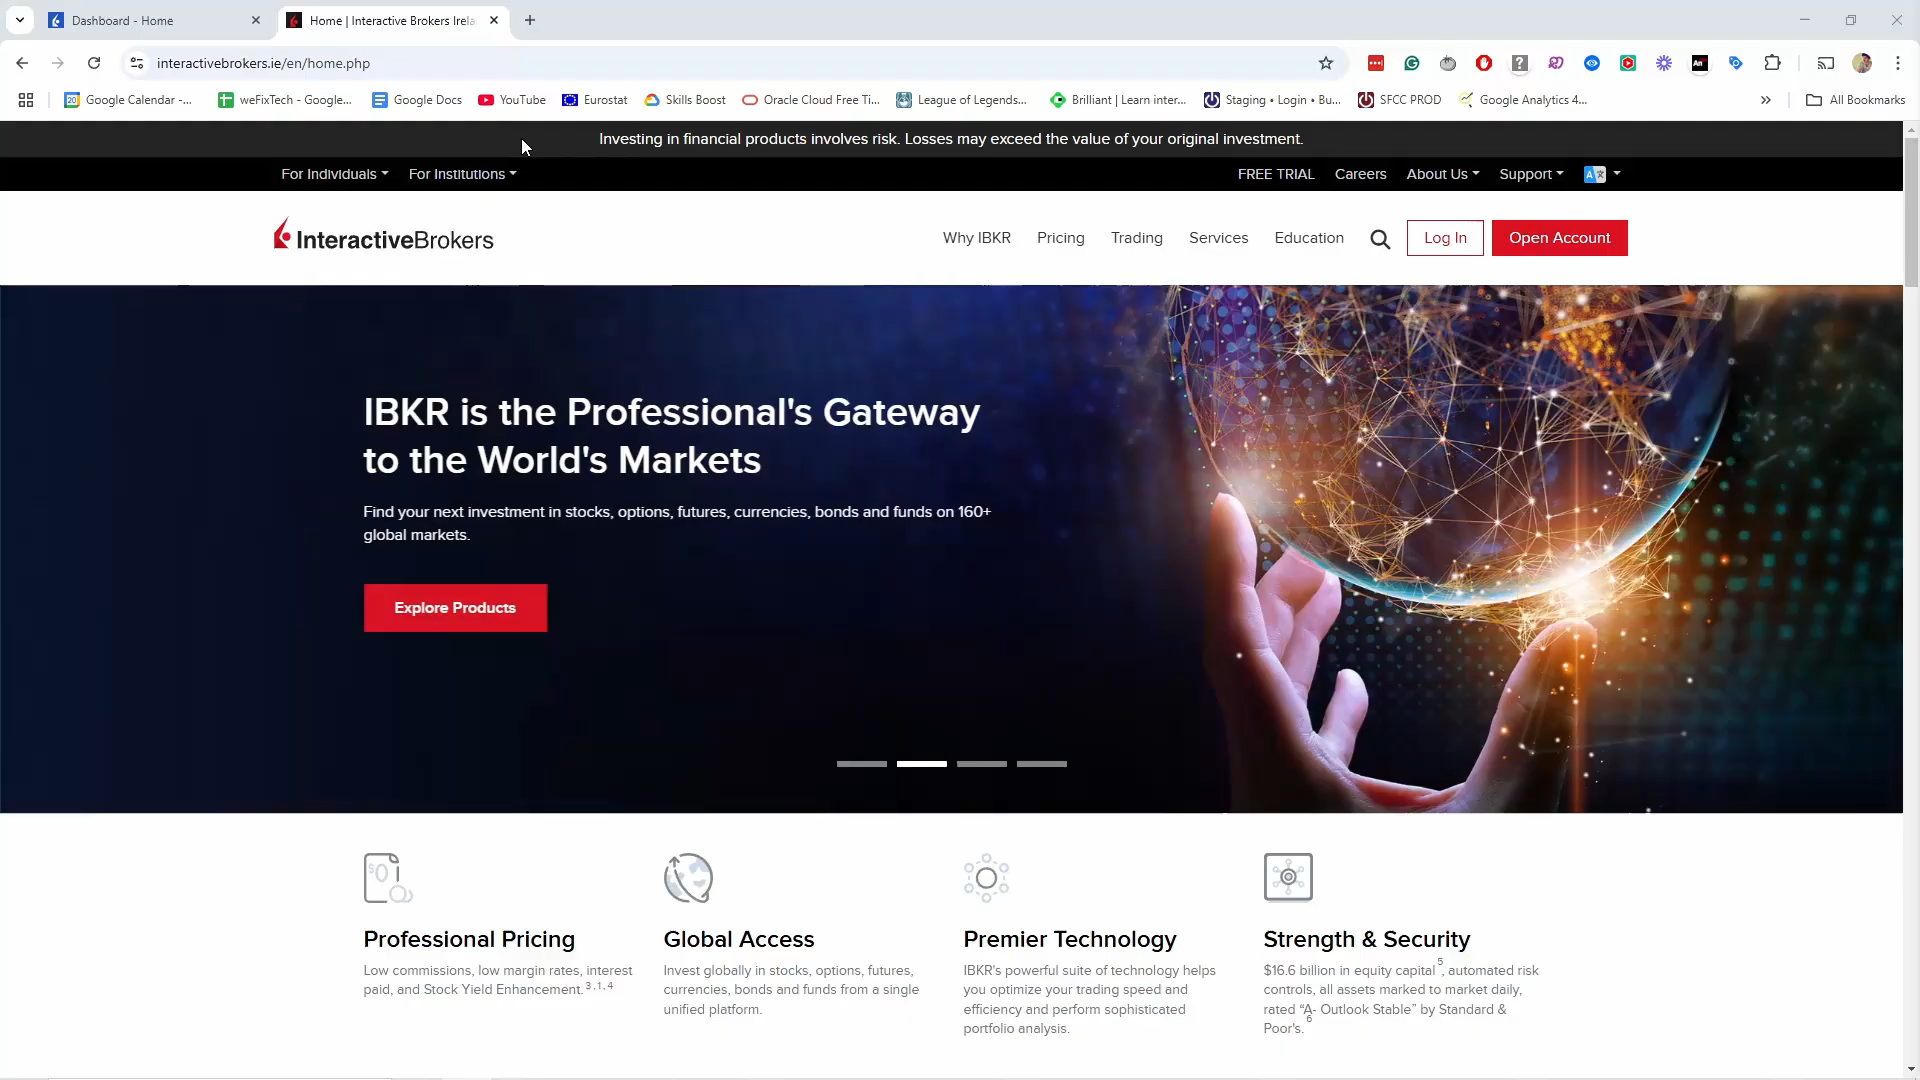 Dashboard - Home
Home | Interactive Brokers Irela
interactivebrokers.ie/en/home.php
Google Calendar -...
weFixTech - Google...
Google Docs
YouTube
Eurostat
Skills Boost
Oracle Cloud Free Ti...
League of Legends...
Brilliant | Learn inter...
Staging • Login • Bu...
SFCC PROD
Google Analytics 4...
All Bookmarks
Investing in financial products involves risk. Losses may exceed the value of your original investment.
For Individuals
For Institutions
FREE TRIAL
Careers
About Us
Support
InteractiveBrokers
Why IBKR
Pricing
Trading
Services
Education
Log In
Open Account
IBKR is the Professional's Gateway
to the World's Markets
Find your next investment in stocks, options, futures, currencies, bonds and funds on 160+
global markets.
Explore Products
Professional Pricing
Low commissions, low margin rates, interest
paid, and Stock Yield Enhancement. 3,1,4
Global Access
Invest globally in stocks, options, futures,
currencies, bonds and funds from a single
unified platform.
Premier Technology
IBKR's powerful suite of technology helps
you optimize your trading speed and
efficiency and perform sophisticated
portfolio analysis.
Strength & Security
$16.6 billion in equity capital 5, automated risk
controls, all assets marked to market daily,
rated “A- Outlook Stable” by Standard &
Poor's. 6